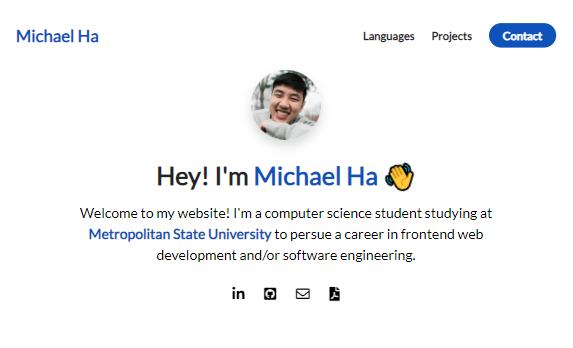 Michael Ha
Languages Projects Contact
Hey! I'm Michael Ha 👋
Welcome to my website! I'm a computer science student studying at
Metropolitan State University to persue a career in frontend web
development and/or software engineering.
in